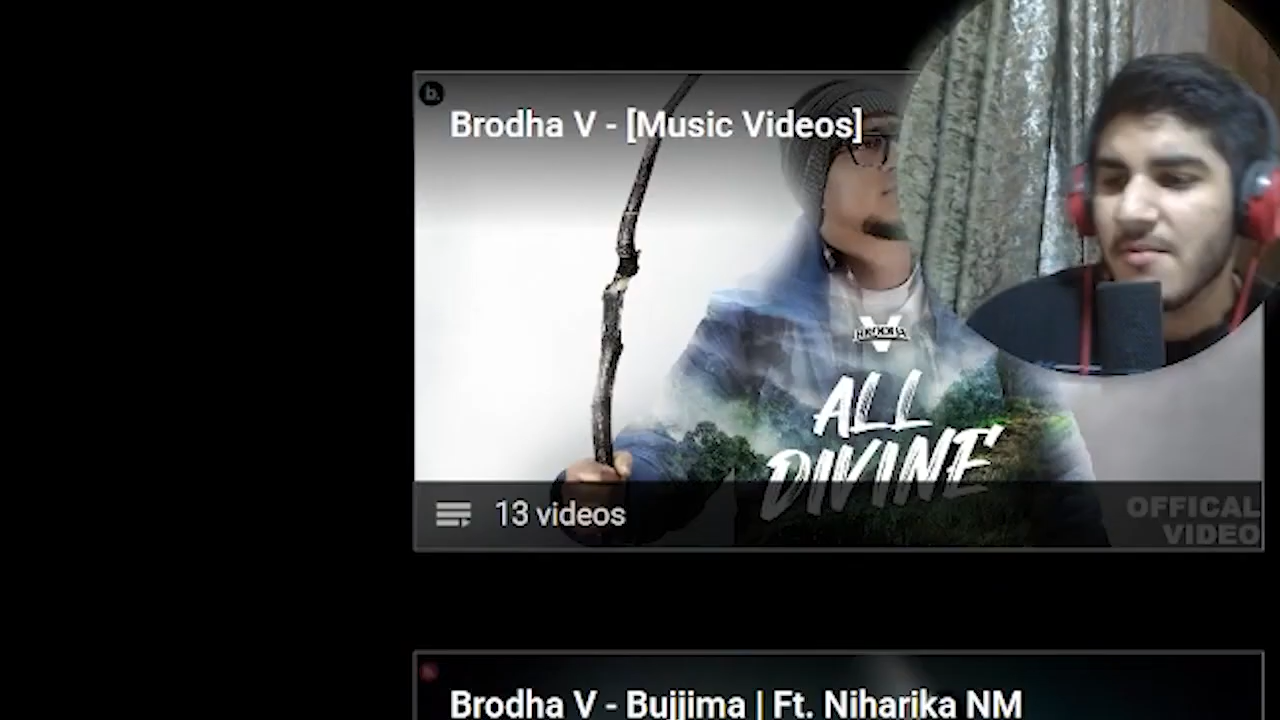 b.
Brodha V - [Music Videos]
BRODHA
V
ALL
DIVINE
13 videos
OFFICAL
VIDEO
Brodha V - Bujjima | Ft. Niharika NM